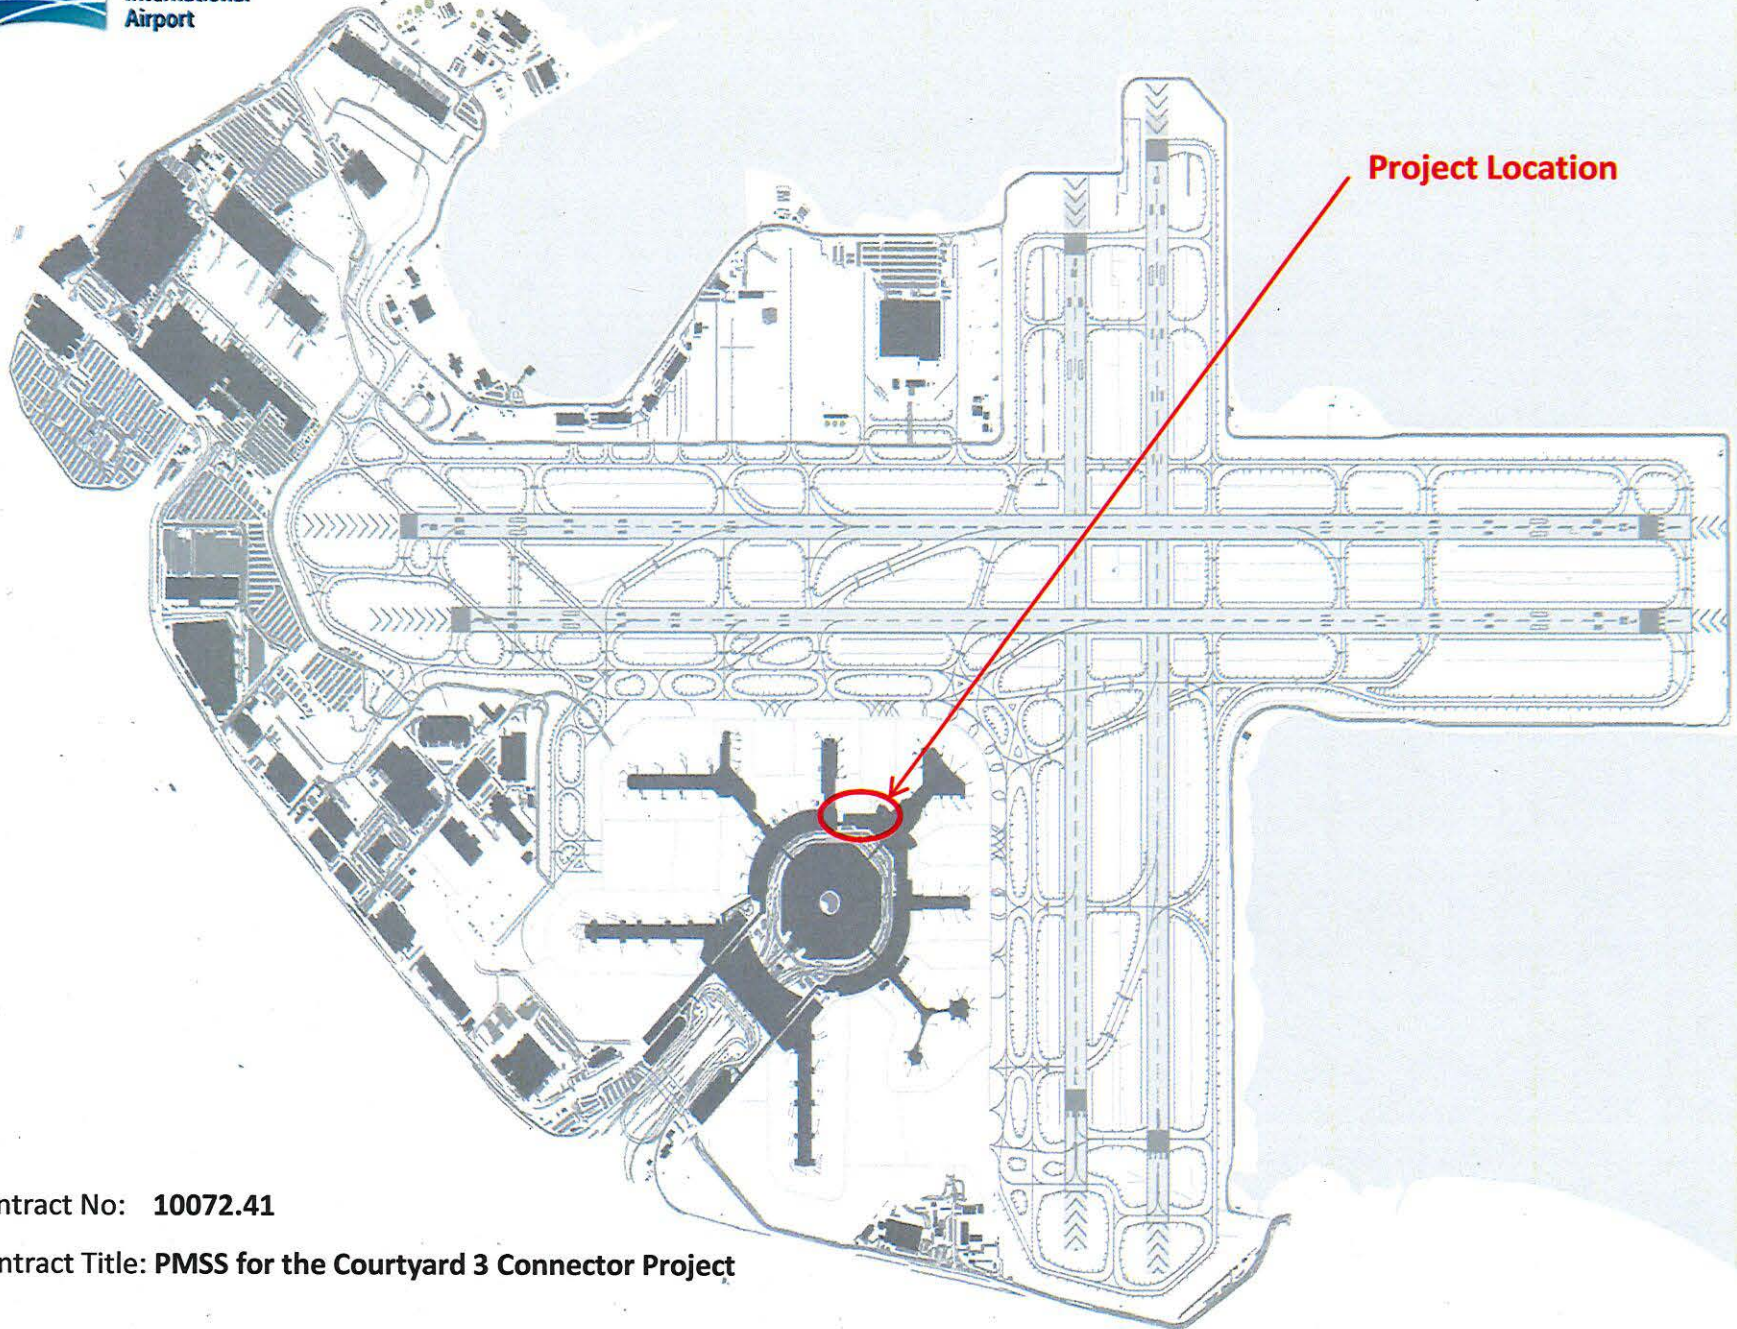 Airport
Project Location
ntract No: 10072.41
ntract Title: PMSS for the Courtyard 3 Connector Project